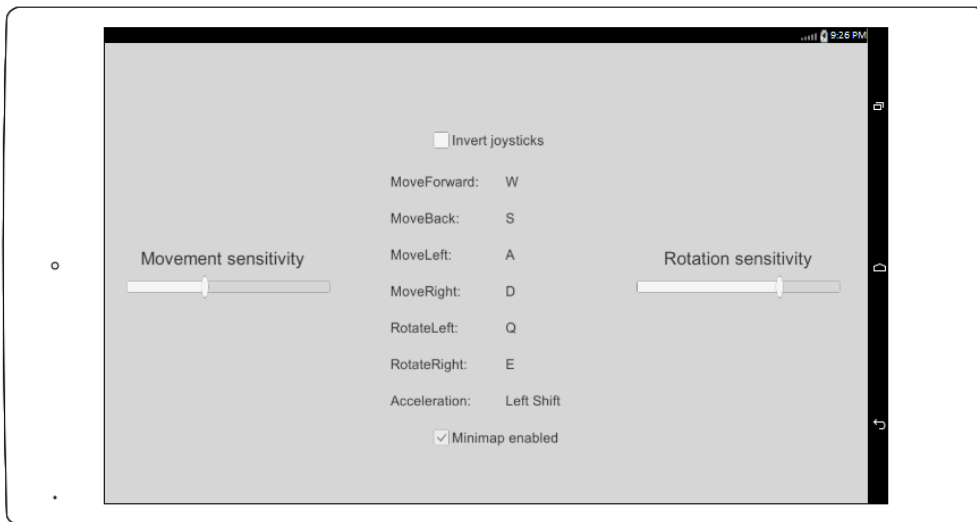 9:26 PM
Invert joysticks
MoveForward: W
MoveBack: S
MoveLeft: A
MoveRight: D
RotateLeft: Q
RotateRight: E
Acceleration: Left Shift
Minimap enabled
Movement sensitivity
Rotation sensitivity